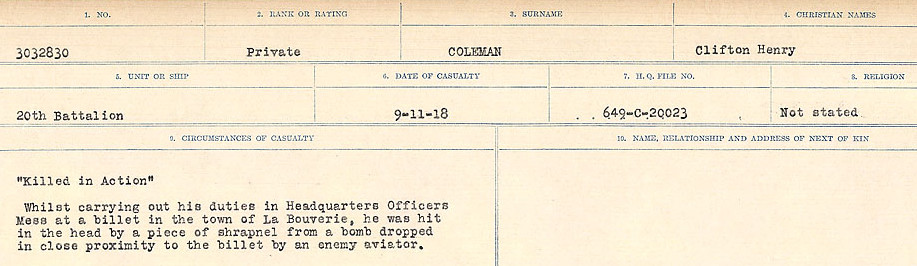 1. NO.
2. RANK OR RATING
3. SURNAME
4. CHRISTIAN NAMES
3032830
Private
COLEMAN
Clifton Henry
5. UNIT OR SHIP
6. DATE OF CASUALTY
7. H. Q. FILE NO.
8. RELIGION
20th Battalion
9-11-18
649-C-20023
Not stated
9. CIRCUMSTANCES OF CASUALTY
10. NAME, RELATIONSHIP AND ADDRESS OF NEXT OF KIN
"Killed in Action"
Whilst carrying out his duties in Headquarters Officers
Mess at a billet in the town of La Bouverie, he was hit
in the head by a piece of shrapnel from a bomb dropped
in close proximity to the billet by an enemy aviator.